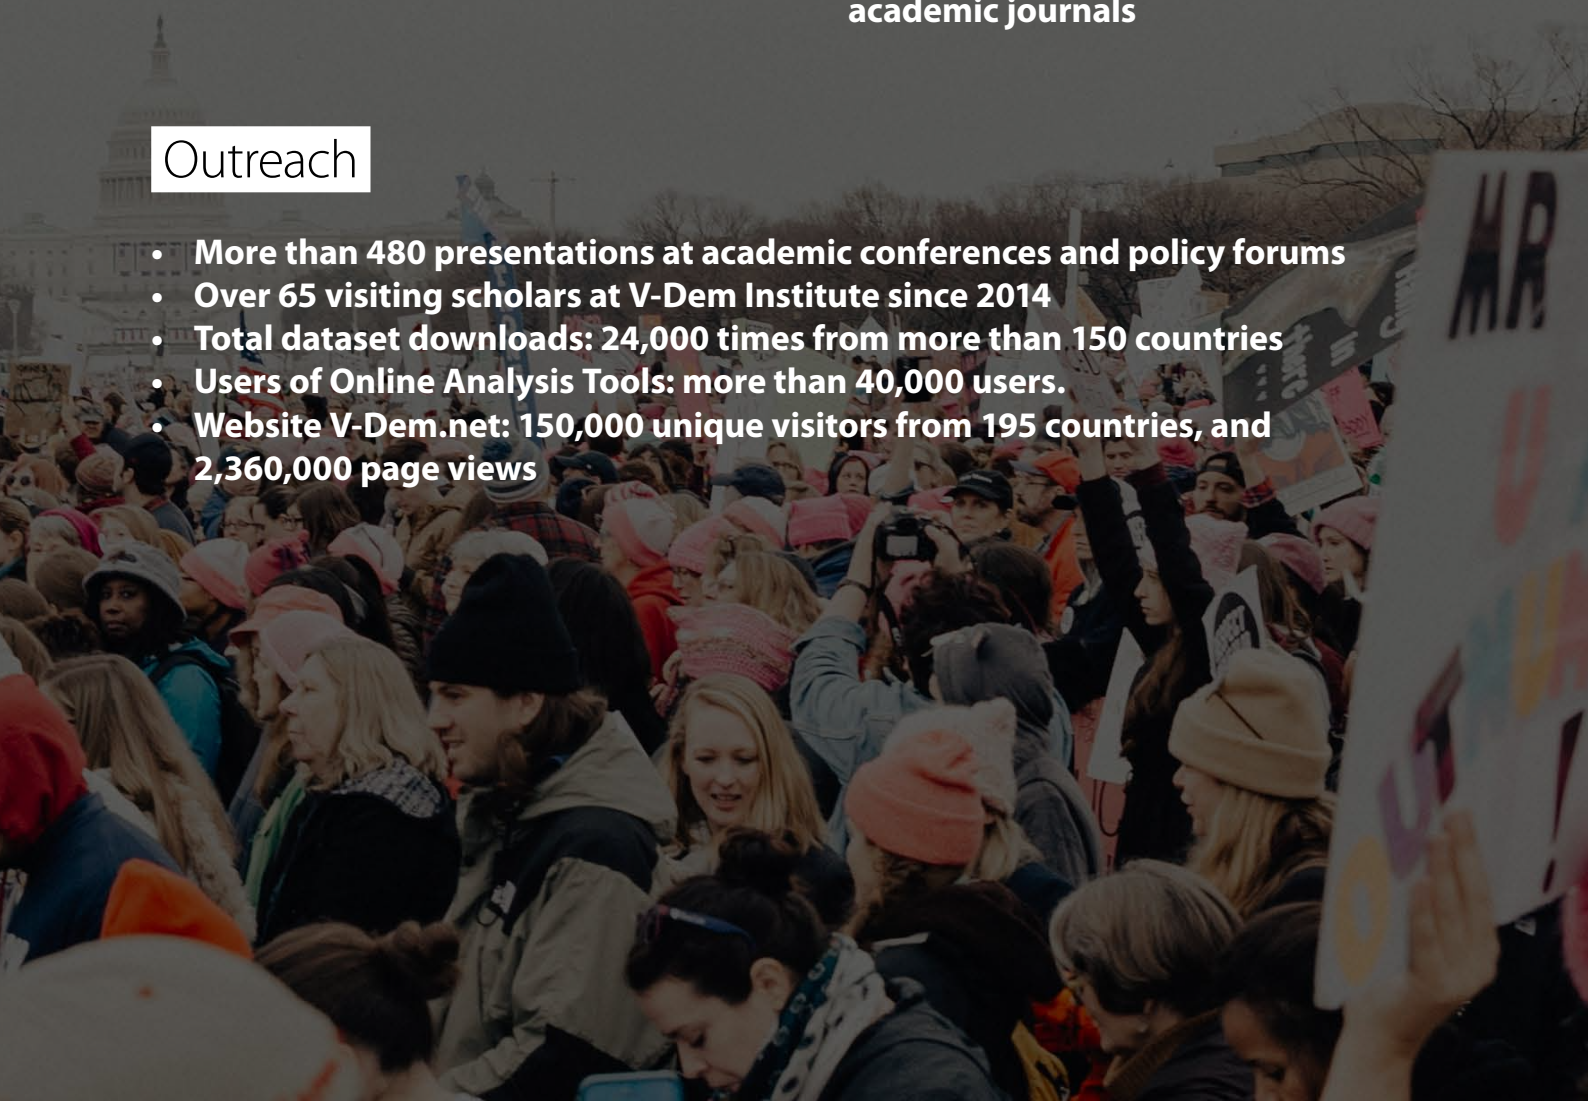 academic journals
Outreach
• More than 480 presentations at academic conferences and policy forums
• Over 65 visiting scholars at V-Dem Institute since 2014
• Total dataset downloads: 24,000 times from more than 150 countries
• Users of Online Analysis Tools: more than 40,000 users.
• Website V-Dem.net: 150,000 unique visitors from 195 countries, and
2,360,000 page views
MR